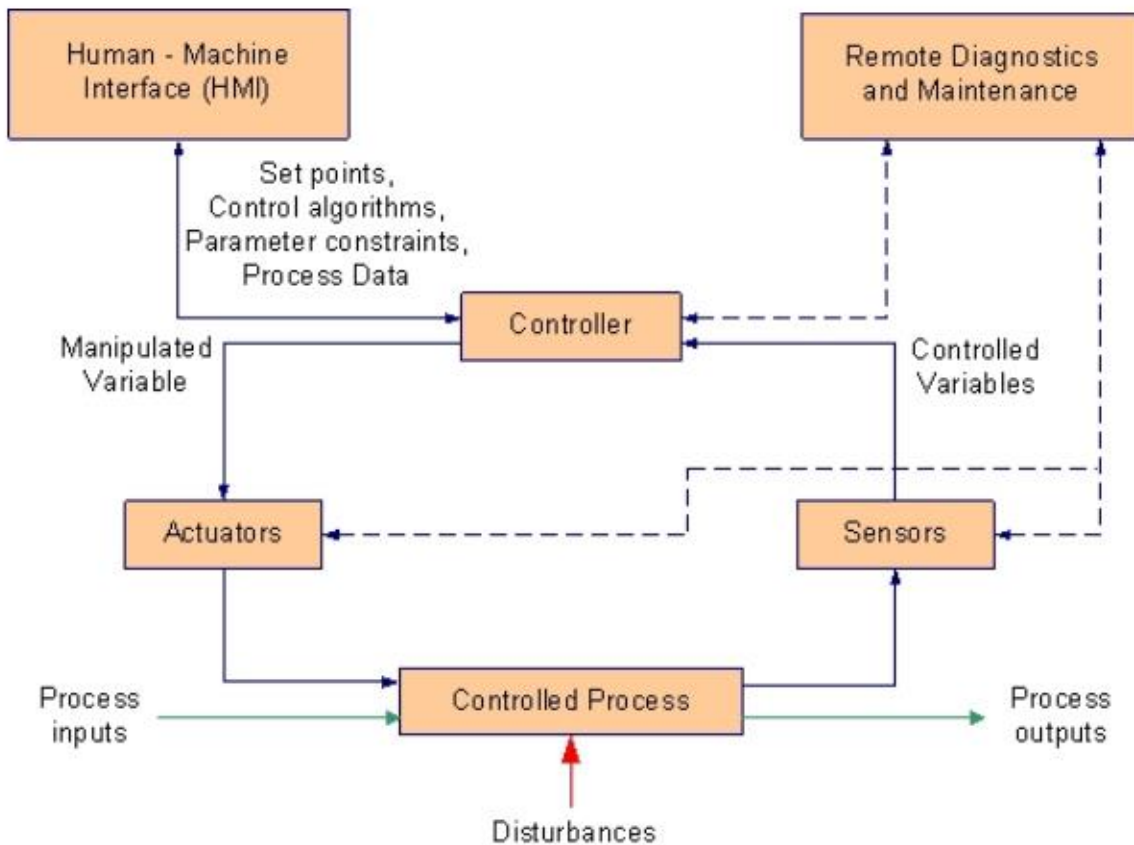 Human - Machine
Interface (HMI)
Remote Diagnostics
and Maintenance
Set points,
Control algorithms,
Parameter constraints,
Process Data
Controller
Manipulated
Variable
Controlled
Variables
Actuators
Sensors
Process
inputs
Controlled Process
Process
outputs
Disturbances